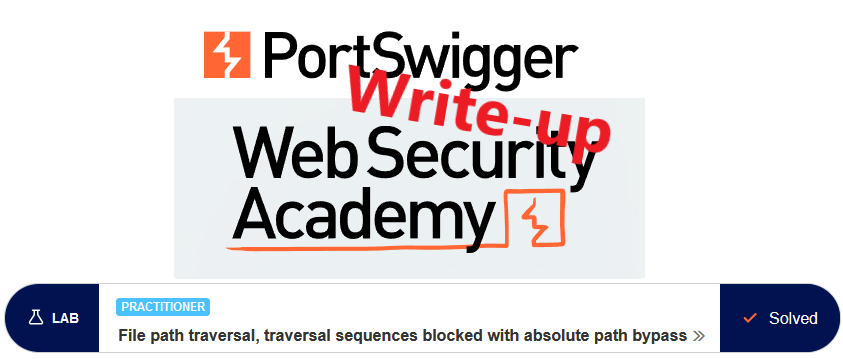 PortSwigger
Write-up
Web Security
Academy
LAB
PRACTITIONER
File path traversal, traversal sequences blocked with absolute path bypass
Solved